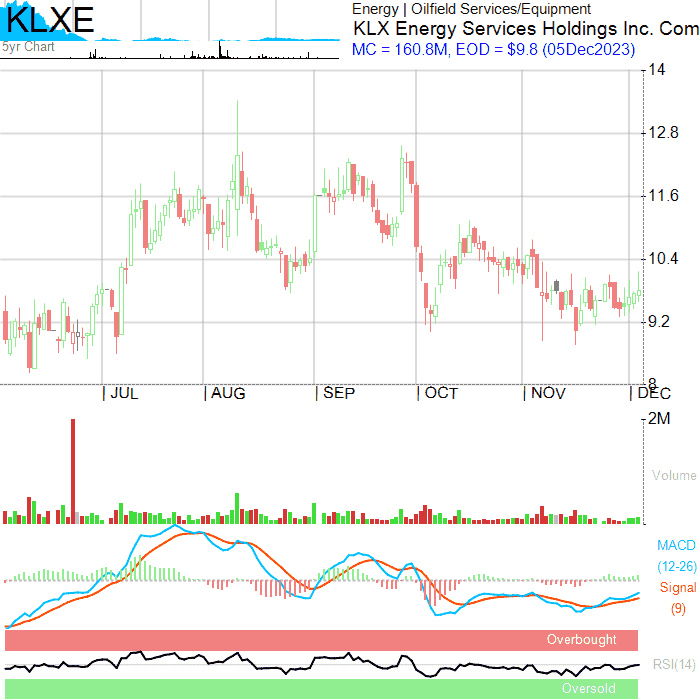 KLXE
5yr Chart
Energy | Oilfield Services/Equipment
KLX Energy Services Holdings Inc. Com
MC = 160.8M, EOD = $9.8 (05Dec2023)
14
12.8
11.6
10.4
9.2
8
| JUL | AUG | SEP | OCT | NOV | DEC
2M
Volume
MACD
(12-26)
Signal
(9)
Overbought
RSI(14)
Oversold